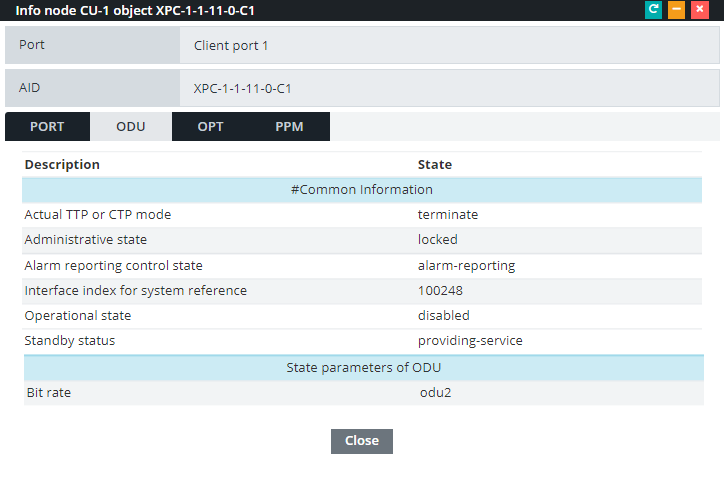 Info node CU-1 object XPC-1-1-11-0-C1
Port Client port 1
AID XPC-1-1-11-0-C1
PORT ODU OPT PPM
Description State
#Common Information
Actual TTP or CTP mode terminate
Administrative state locked
Alarm reporting control state alarm-reporting
Interface index for system reference 100248
Operational state disabled
Standby status providing-service
State parameters of ODU
Bit rate odu2
Close